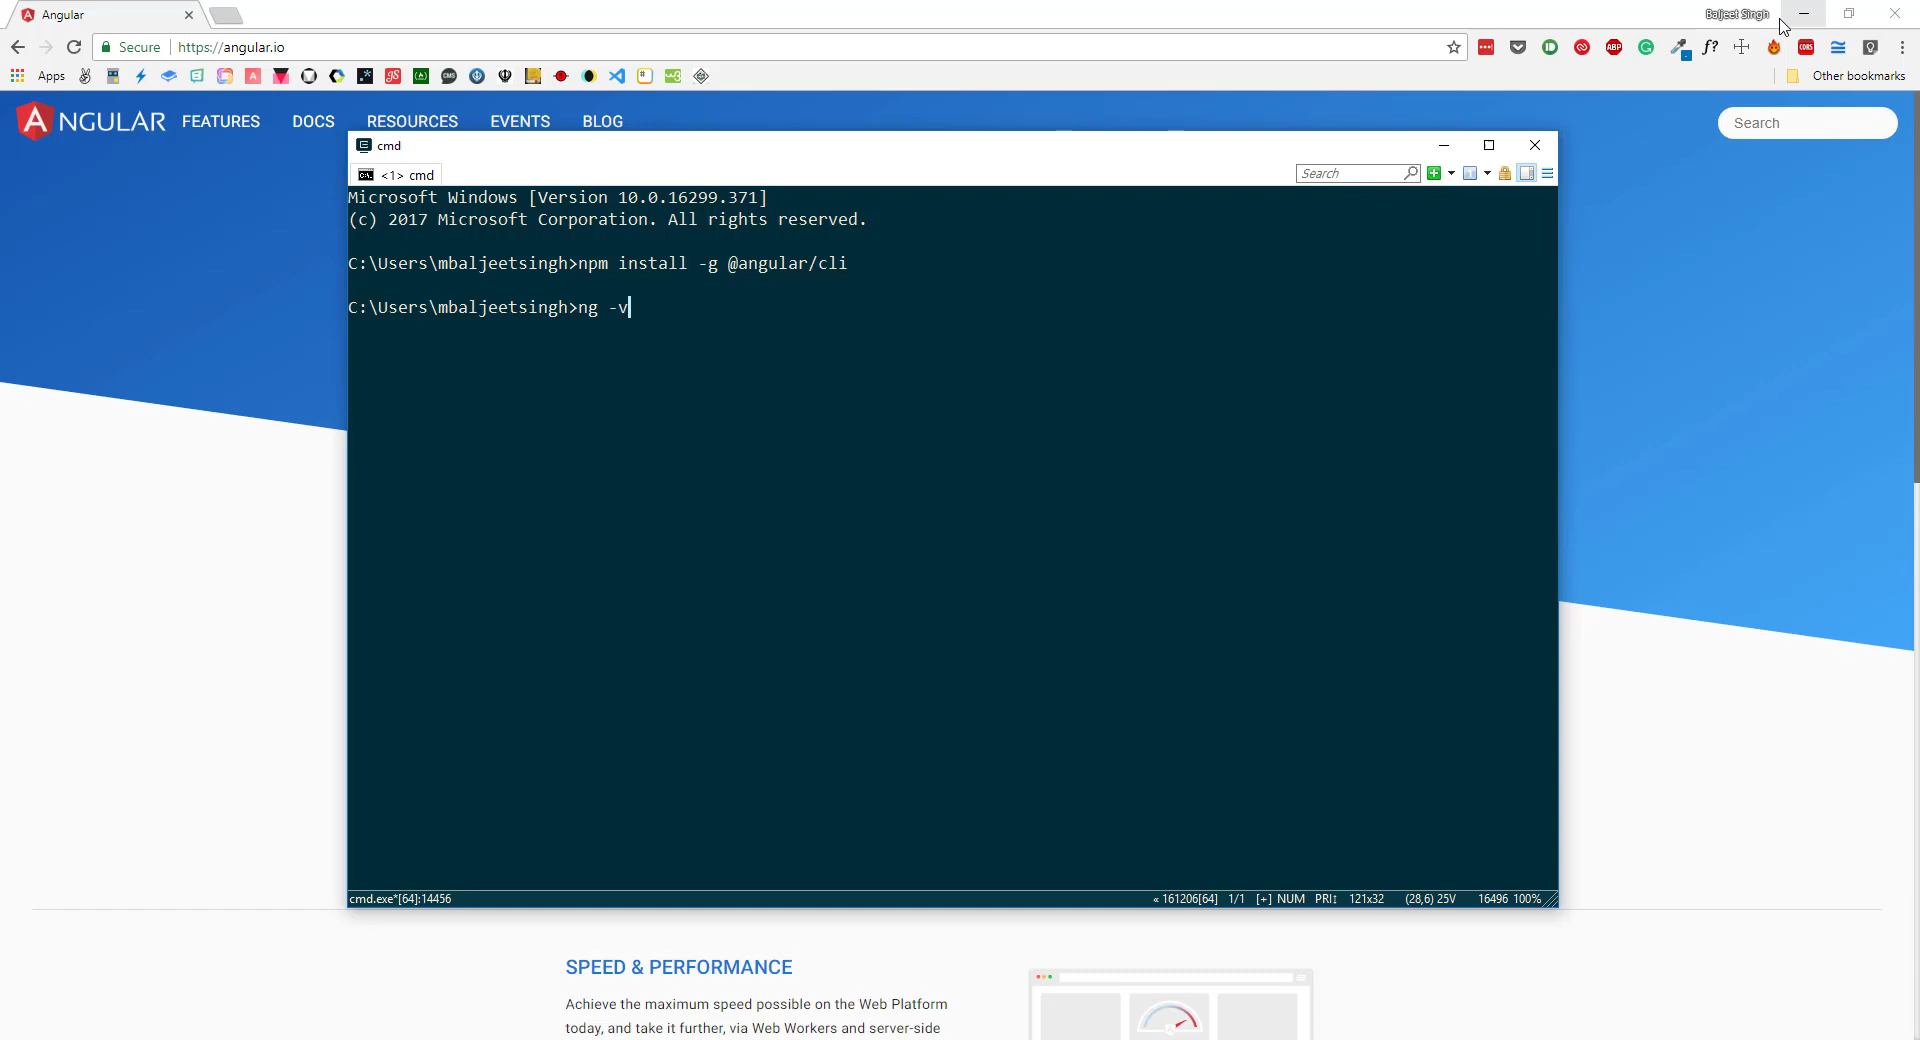 Angular
Baljeet Singh
Secure
https://angular.io
ABP
f?
CORS
Apps
Other bookmarks
ANGULAR
FEATURES
DOCS
RESOURCES
EVENTS
BLOG
Search
cmd
<1> cmd
Search
Microsoft Windows [Version 10.0.16299.371]
(c) 2017 Microsoft Corporation. All rights reserved.
C:\Users\mbaljeetsingh>npm install -g @angular/cli
C:\Users\mbaljeetsingh>ng -v
cmd.exe*[64]:14456
« 161206[64] 1/1 [+] NUM PRI↕ 121x32 (28,6) 25V 16496 100%
SPEED & PERFORMANCE
Achieve the maximum speed possible on the Web Platform
today, and take it further, via Web Workers and server-side